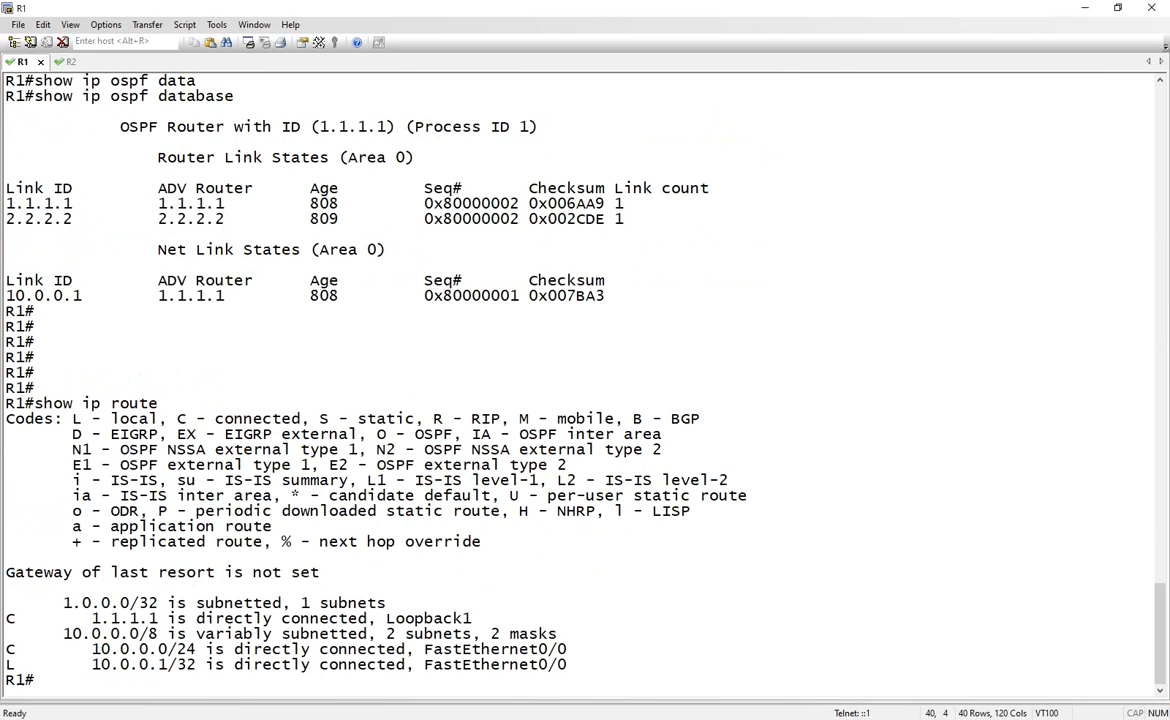 R1
File Edit View Options Transfer Script Tools Window Help
Enter host <Alt+R>
R1 × R2
R1#show ip ospf data
R1#show ip ospf database
OSPF Router with ID (1.1.1.1) (Process ID 1)
Router Link States (Area 0)
Link ID ADV Router Age Seq# Checksum Link count
1.1.1.1 1.1.1.1 808 0x80000002 0x006AA9 1
2.2.2.2 2.2.2.2 809 0x80000002 0x002CDE 1
Net Link States (Area 0)
Link ID ADV Router Age Seq# Checksum
10.0.0.1 1.1.1.1 808 0x80000001 0x007BA3
R1#
R1#
R1#
R1#
R1#
R1#
R1#show ip route
Codes: L - local, C - connected, S - static, R - RIP, M - mobile, B - BGP
D - EIGRP, EX - EIGRP external, O - OSPF, IA - OSPF inter area
N1 - OSPF NSSA external type 1, N2 - OSPF NSSA external type 2
E1 - OSPF external type 1, E2 - OSPF external type 2
i - IS-IS, su - IS-IS summary, L1 - IS-IS level-1, L2 - IS-IS level-2
ia - IS-IS inter area, * - candidate default, U - per-user static route
o - ODR, P - periodic downloaded static route, H - NHRP, l - LISP
a - application route
+ - replicated route, % - next hop override
Gateway of last resort is not set
1.0.0.0/32 is subnetted, 1 subnets
C 1.1.1.1 is directly connected, Loopback1
10.0.0.0/8 is variably subnetted, 2 subnets, 2 masks
C 10.0.0.0/24 is directly connected, FastEthernet0/0
L 10.0.0.1/32 is directly connected, FastEthernet0/0
R1#
Ready Telnet: ::1 40, 4 40 Rows, 120 Cols VT100 CAP NUM